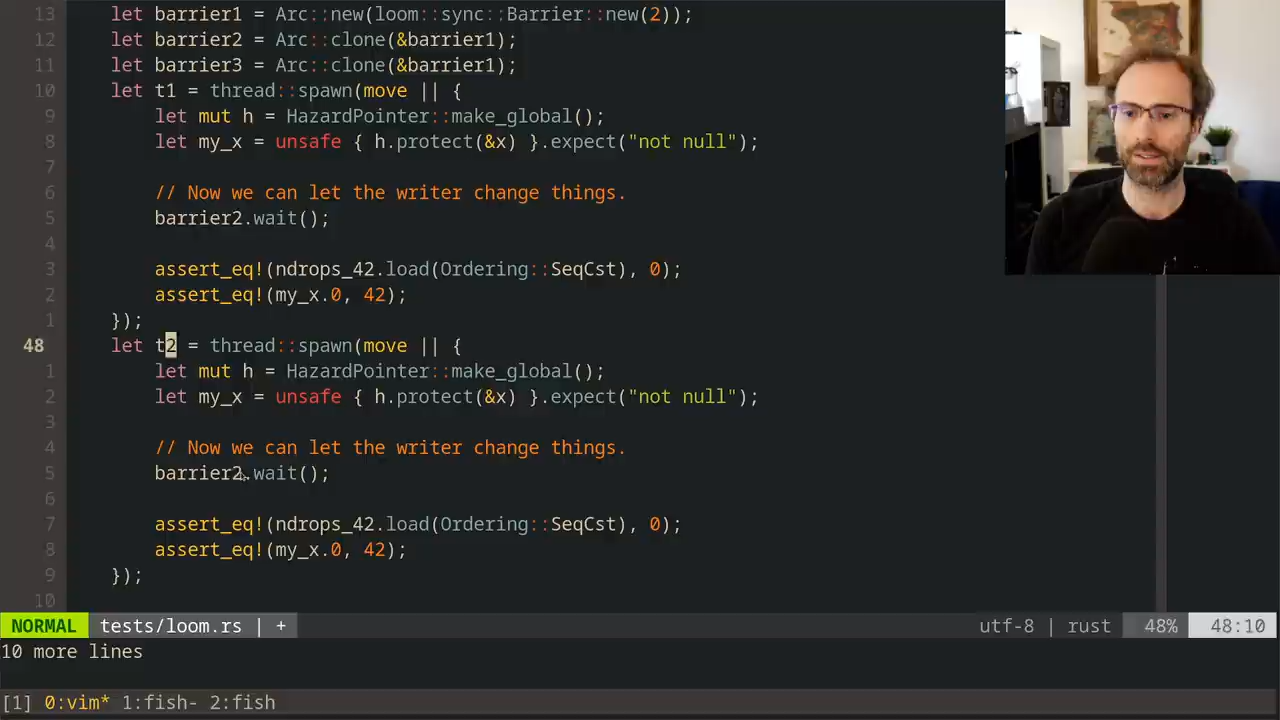 13 let barrier1 = Arc::new(loom::sync::Barrier::new(2));
12 let barrier2 = Arc::clone(&barrier1);
11 let barrier3 = Arc::clone(&barrier1);
10 let t1 = thread::spawn(move || {
9 let mut h = HazardPointer::make_global();
8 let my_x = unsafe { h.protect(&x) }.expect("not null");
7
6 // Now we can let the writer change things.
5 barrier2.wait();
4
3 assert_eq!(ndrops_42.load(Ordering::SeqCst), 0);
2 assert_eq!(my_x.0, 42);
1 });
48 let t2 = thread::spawn(move || {
1 let mut h = HazardPointer::make_global();
2 let my_x = unsafe { h.protect(&x) }.expect("not null");
3
4 // Now we can let the writer change things.
5 barrier2.wait();
6
7 assert_eq!(ndrops_42.load(Ordering::SeqCst), 0);
8 assert_eq!(my_x.0, 42);
9 });
10
NORMAL tests/loom.rs | + utf-8 | rust 48% 48:10
10 more lines
[1] 0:vim* 1:fish- 2:fish